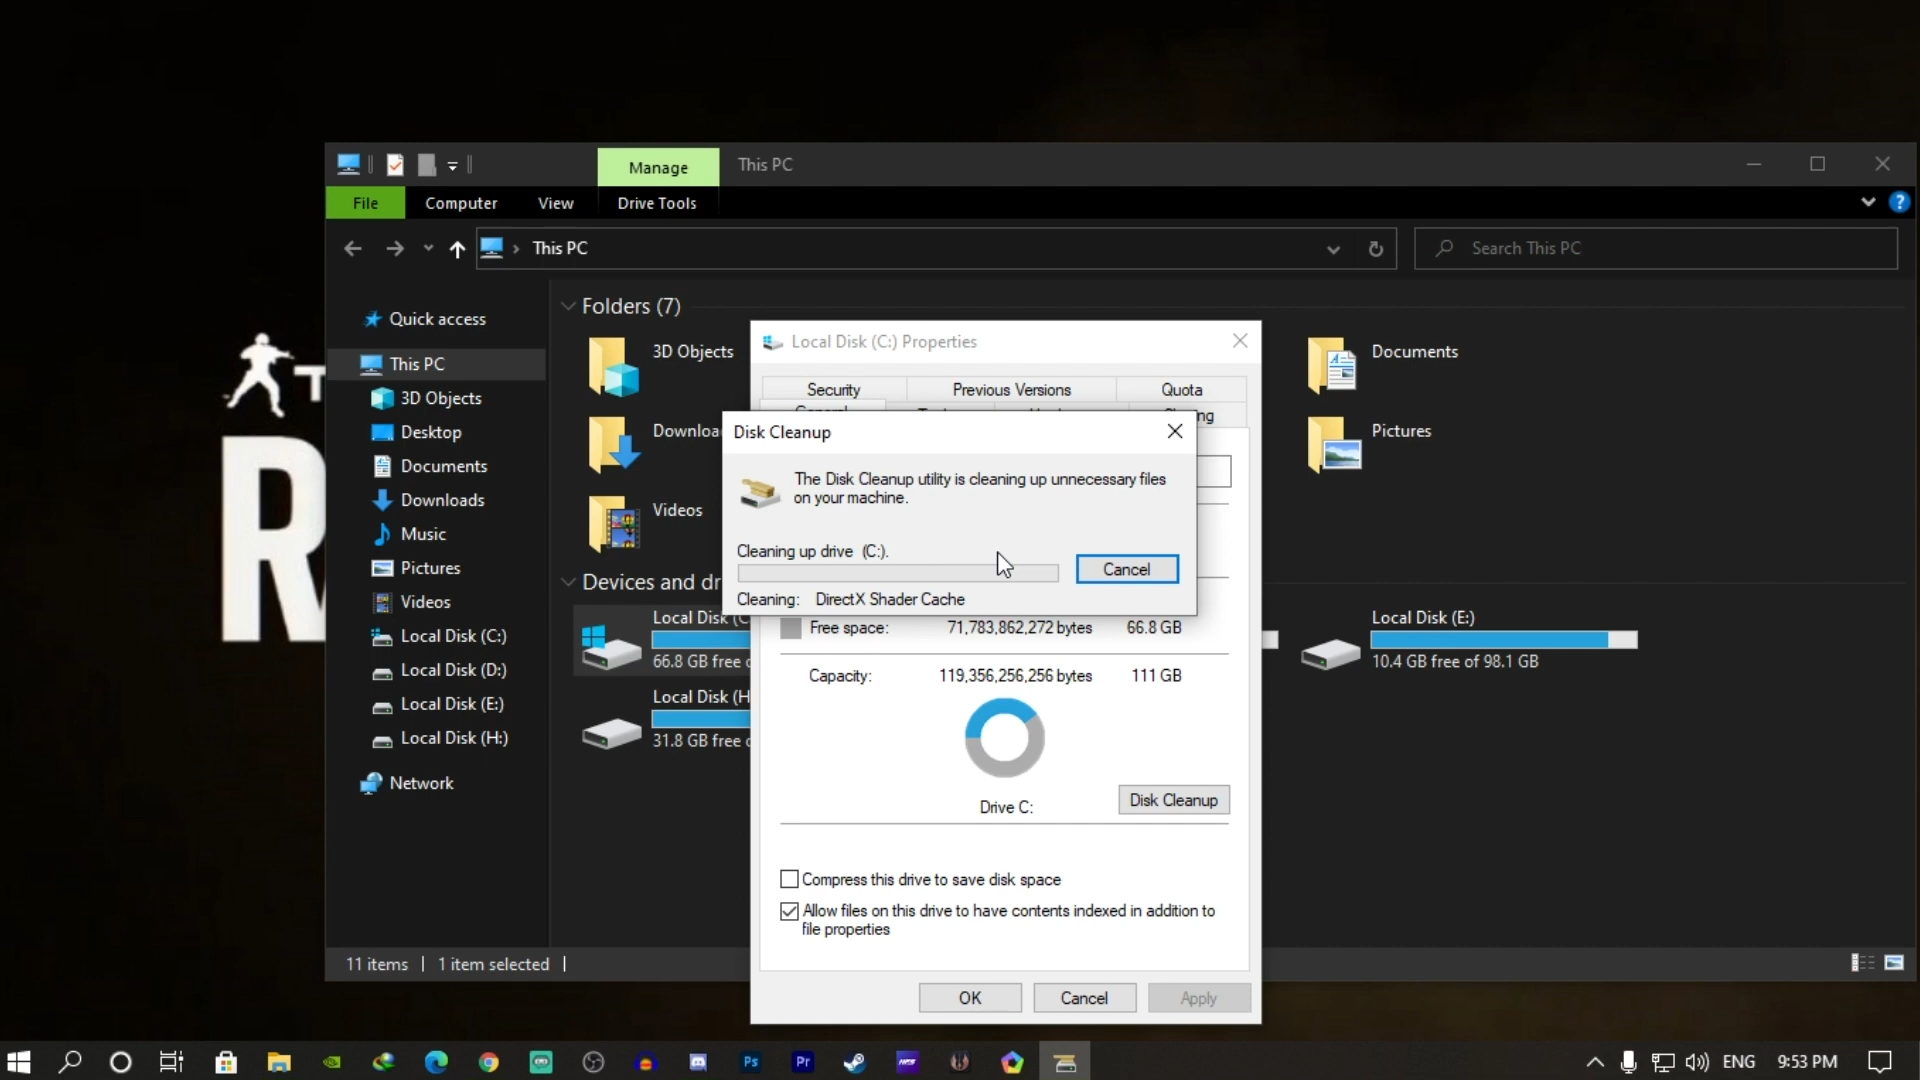 Manage
This PC
File
Computer
View
Drive Tools
This PC
Search This PC
Quick access
This PC
3D Objects
Desktop
Documents
Downloads
Music
Pictures
Videos
Local Disk (C:)
Local Disk (D:)
Local Disk (E:)
Local Disk (H:)
Network
Folders (7)
3D Objects
Downloa
Videos
Documents
Pictures
Devices and dr
Local Disk (C
66.8 GB free o
Local Disk (H
31.8 GB free o
Local Disk (E:)
10.4 GB free of 98.1 GB
Local Disk (C:) Properties
Security
Previous Versions
Quota
Disk Cleanup
The Disk Cleanup utility is cleaning up unnecessary files
on your machine.
Cleaning up drive (C:).
Cancel
Cleaning: DirectX Shader Cache
Free space: 71,783,862,272 bytes 66.8 GB
Capacity: 119,356,256,256 bytes 111 GB
Drive C:
Disk Cleanup
Compress this drive to save disk space
Allow files on this drive to have contents indexed in addition to
file properties
OK
Cancel
Apply
11 items
1 item selected
Ps
Pr
ENG
9:53 PM